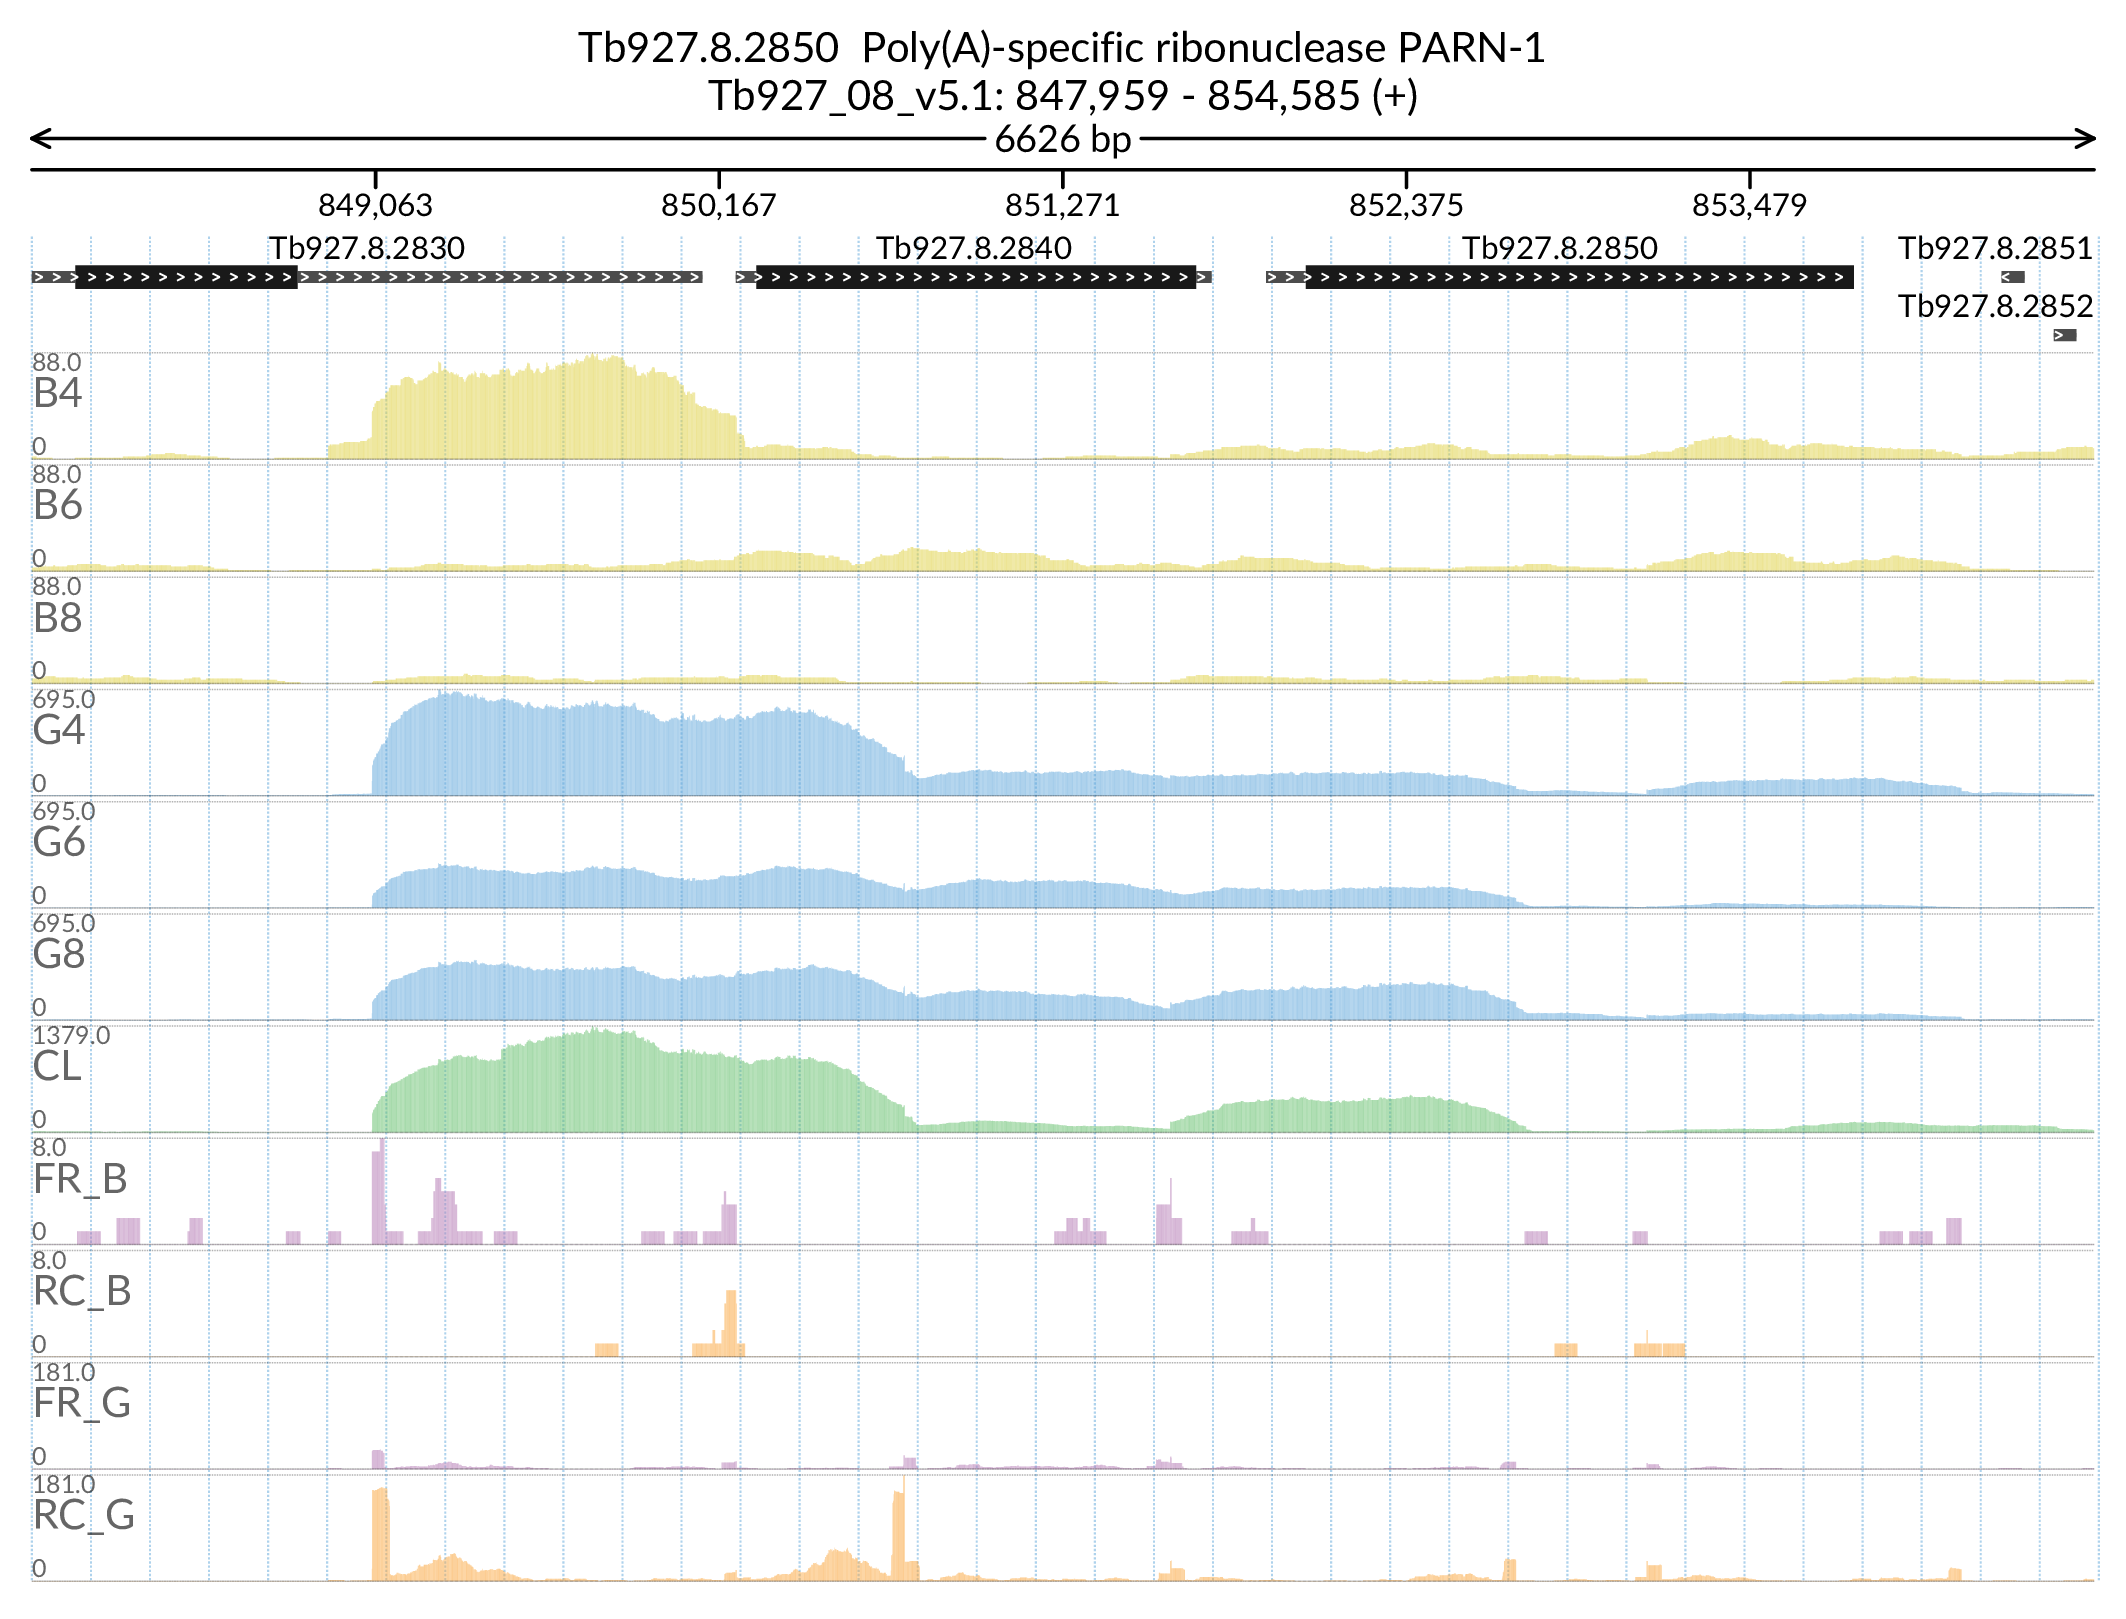 Tb927.8.2850  Poly(A)-specific ribonuclease PARN-1
Tb927_08_v5.1: 847,959 - 854,585 (+)
6626 bp
849,063 850,167 851,271 852,375 853,479
Tb927.8.2830 Tb927.8.2840 Tb927.8.2850 Tb927.8.2851
Tb927.8.2852
88.0
B4
0
88.0
B6
0
88.0
B8
0
695.0
G4
0
695.0
G6
0
695.0
G8
0
1379.0
CL
0
8.0
FR_B
0
8.0
RC_B
0
181.0
FR_G
0
181.0
RC_G
0